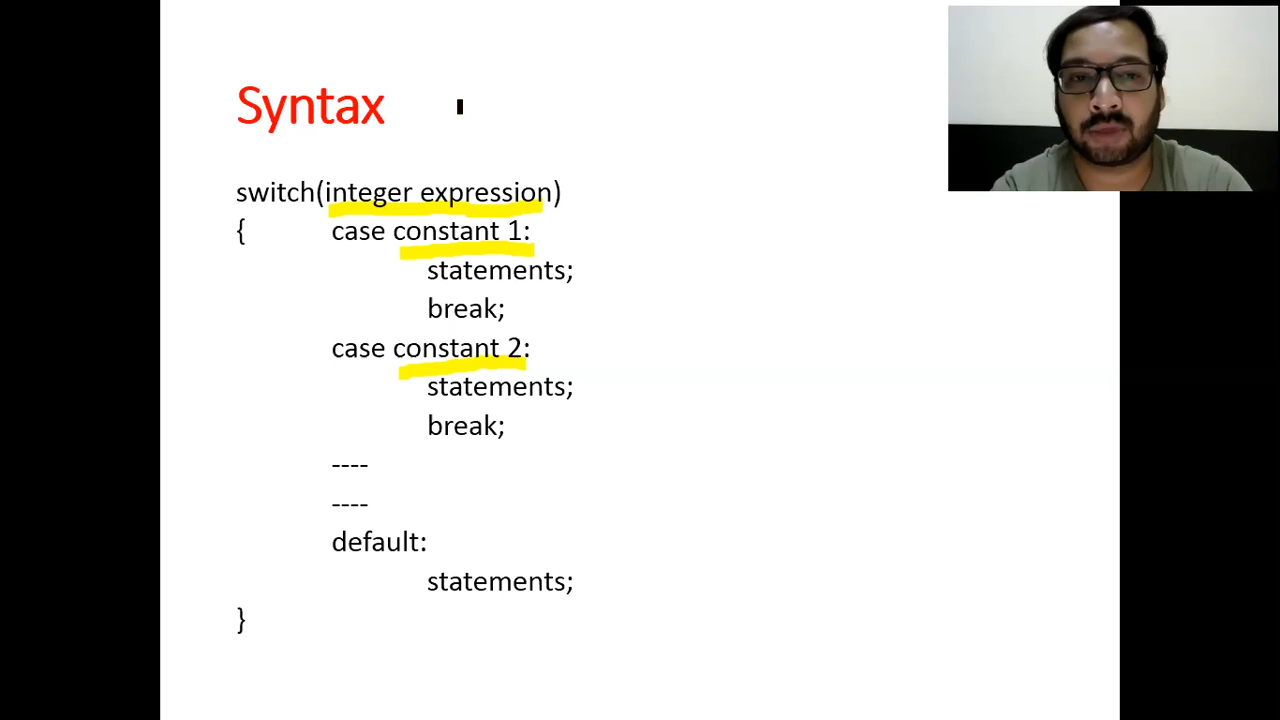 Syntax
switch(integer expression)
{ case constant 1:
statements;
break;
case constant 2:
statements;
break;
----
----
default:
statements;
}